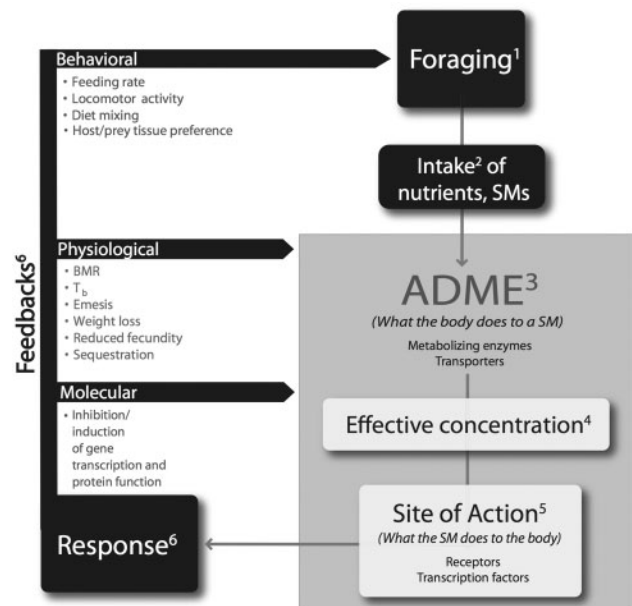 Behavioral
• Feeding rate
• Locomotor activity
• Diet mixing
• Host/prey tissue preference
Foraging¹
Intake² of
nutrients, SMs
Feedbacks⁶
Physiological
• BMR
• T_b
• Emesis
• Weight loss
• Reduced fecundity
• Sequestration
ADME³
(What the body does to a SM)
Metabolizing enzymes
Transporters
Molecular
• Inhibition/
induction
of gene
transcription and
protein function
Effective concentration⁴
Site of Action⁵
(What the SM does to the body)
Receptors
Transcription factors
Response⁶